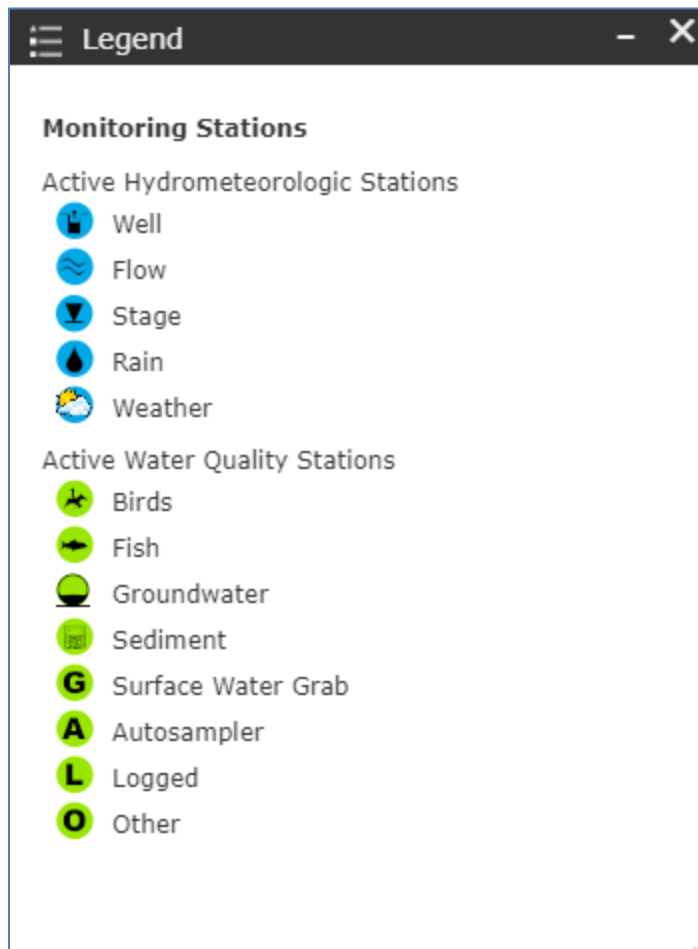 Legend
Monitoring Stations
Active Hydrometeorologic Stations
Well
Flow
Stage
Rain
Weather
Active Water Quality Stations
Birds
Fish
Groundwater
Sediment
G Surface Water Grab
A Autosampler
L Logged
O Other